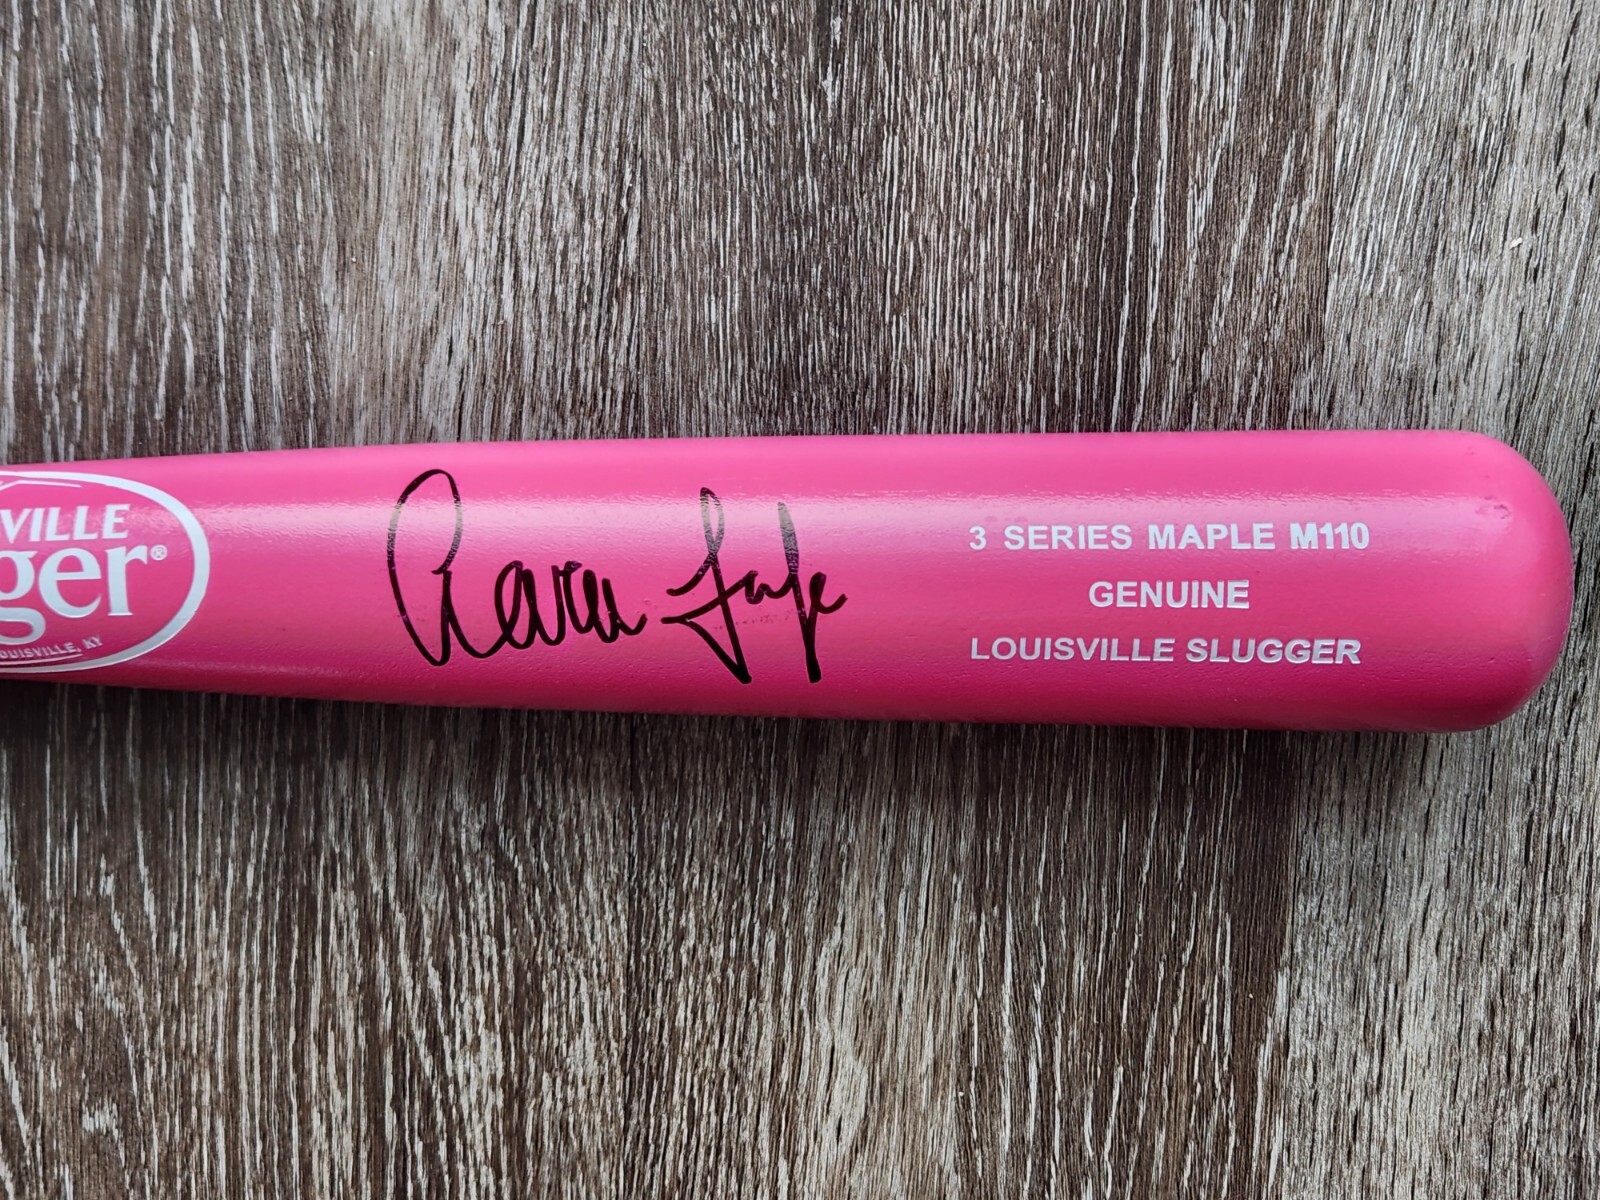 VILLE
ger®
OUISVILLE, KY
3 SERIES MAPLE M110
GENUINE
LOUISVILLE SLUGGER